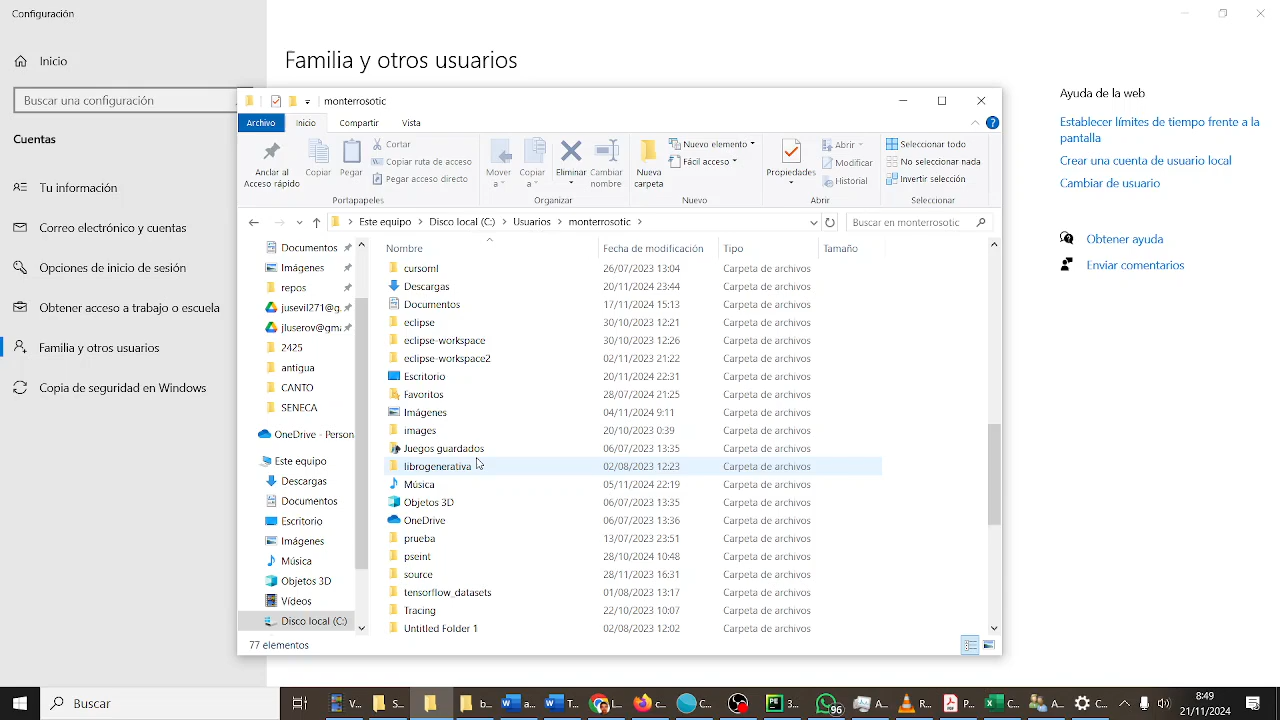 Configuración
Inicio
Buscar una configuración
Cuentas
Tu información
Correo electrónico y cuentas
Opciones de inicio de sesión
Obtener acceso a trabajo o escuela
Familia y otros usuarios
Copia de seguridad en Windows
Familia y otros usuarios
Ayuda de la web
Establecer límites de tiempo frente a la
pantalla
Crear una cuenta de usuario local
Cambiar de usuario
Obtener ayuda
Enviar comentarios
monterrosotic
Archivo Inicio Compartir Vista
Anclar al
Acceso rápido
Copiar
Pegar
Cortar
Copiar ruta de acceso
Pegar acceso directo
Portapapeles
Mover
a
Copiar
a
Eliminar
Cambiar
nombre
Organizar
Nueva
carpeta
Nuevo elemento
Fácil acceso
Nuevo
Propiedades
Abrir
Modificar
Historial
Abrir
Seleccionar todo
No seleccionar nada
Invertir selección
Seleccionar
Este equipo > Disco local (C:) > Usuarios > monterrosotic >
Buscar en monterrosotic
Documentos
Imágenes
repos
jusevil271@g.
jluserov@gm.
2425
antigua
CANTO
SENECA
OneDrive - Person
Este equipo
Descargas
Documentos
Escritorio
Imágenes
Música
Objetos 3D
Vídeos
Disco local (C:)
Nombre Fecha de modificación Tipo Tamaño
cursoml 26/07/2023 13:04 Carpeta de archivos
Descargas 20/11/2024 23:44 Carpeta de archivos
Documentos 17/11/2024 15:13 Carpeta de archivos
eclipse 30/10/2023 12:21 Carpeta de archivos
eclipse-workspace 30/10/2023 12:26 Carpeta de archivos
eclipse-workspace2 02/11/2023 21:22 Carpeta de archivos
Escritorio 20/11/2024 22:31 Carpeta de archivos
Favoritos 28/07/2024 21:25 Carpeta de archivos
Imágenes 04/11/2024 9:11 Carpeta de archivos
images 20/10/2023 0:39 Carpeta de archivos
Juegos guardados 06/07/2023 13:35 Carpeta de archivos
librogenerativa 02/08/2023 12:23 Carpeta de archivos
Música 05/11/2024 22:19 Carpeta de archivos
Objetos 3D 06/07/2023 13:35 Carpeta de archivos
OneDrive 06/07/2023 13:36 Carpeta de archivos
prueba 13/07/2023 23:51 Carpeta de archivos
pseint 28/10/2024 10:48 Carpeta de archivos
source 28/11/2023 16:31 Carpeta de archivos
tensorflow_datasets 01/08/2023 13:17 Carpeta de archivos
Tracing 22/10/2023 10:07 Carpeta de archivos
Untitled Folder 1 02/08/2023 12:02 Carpeta de archivos
77 elementos
Buscar
V... S... b... a... T... J... F... C... A... 3... 96 A... R... P... C... A... C...
8:49
21/11/2024